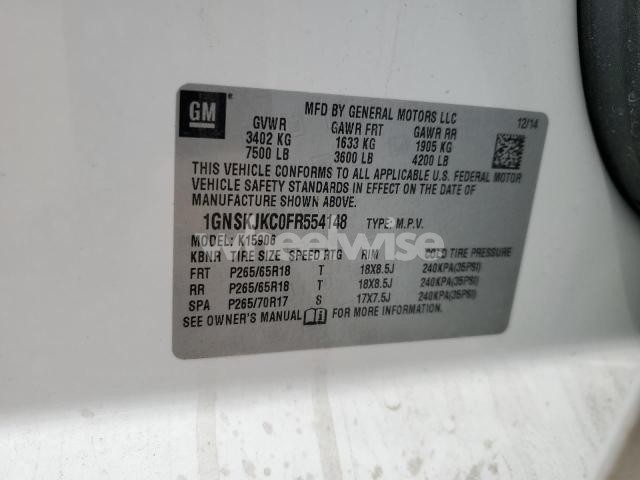 GM
MFD BY GENERAL MOTORS LLC
12/14
GVWR GAWR FRT GAWR RR
3402 KG 1633 KG 1905 KG
7500 LB 3600 LB 4200 LB
THIS VEHICLE CONFORMS TO ALL APPLICABLE U.S. FEDERAL MOTOR
VEHICLE SAFETY STANDARDS IN EFFECT ON THE DATE OF
MANUFACTURE SHOWN ABOVE.
1GNSKJKC0FR554148 TYPE: M.P.V.
MODEL: K15906
KBNR TIRE SIZE SPEED RTG RIM COLD TIRE PRESSURE
FRT P265/65R18 T 18X8.5J 240KPA(35PSI)
RR P265/65R18 T 18X8.5J 240KPA(35PSI)
SPA P265/70R17 S 17X7.5J 240KPA(35PSI)
SEE OWNER'S MANUAL FOR MORE INFORMATION.
wheelwise